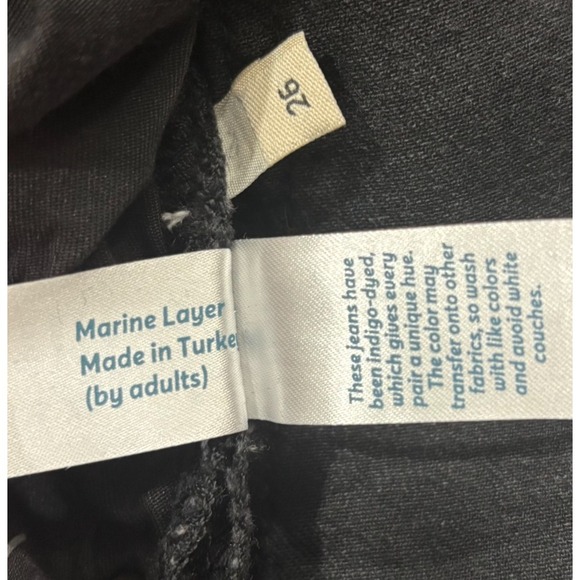 26
Marine Layer
Made in Turke
(by adults)
These jeans have
been indigo-dyed,
which gives every
pair a unique hue.
The color may
transfer onto other
fabrics, so wash
with like colors
and avoid white
couches.